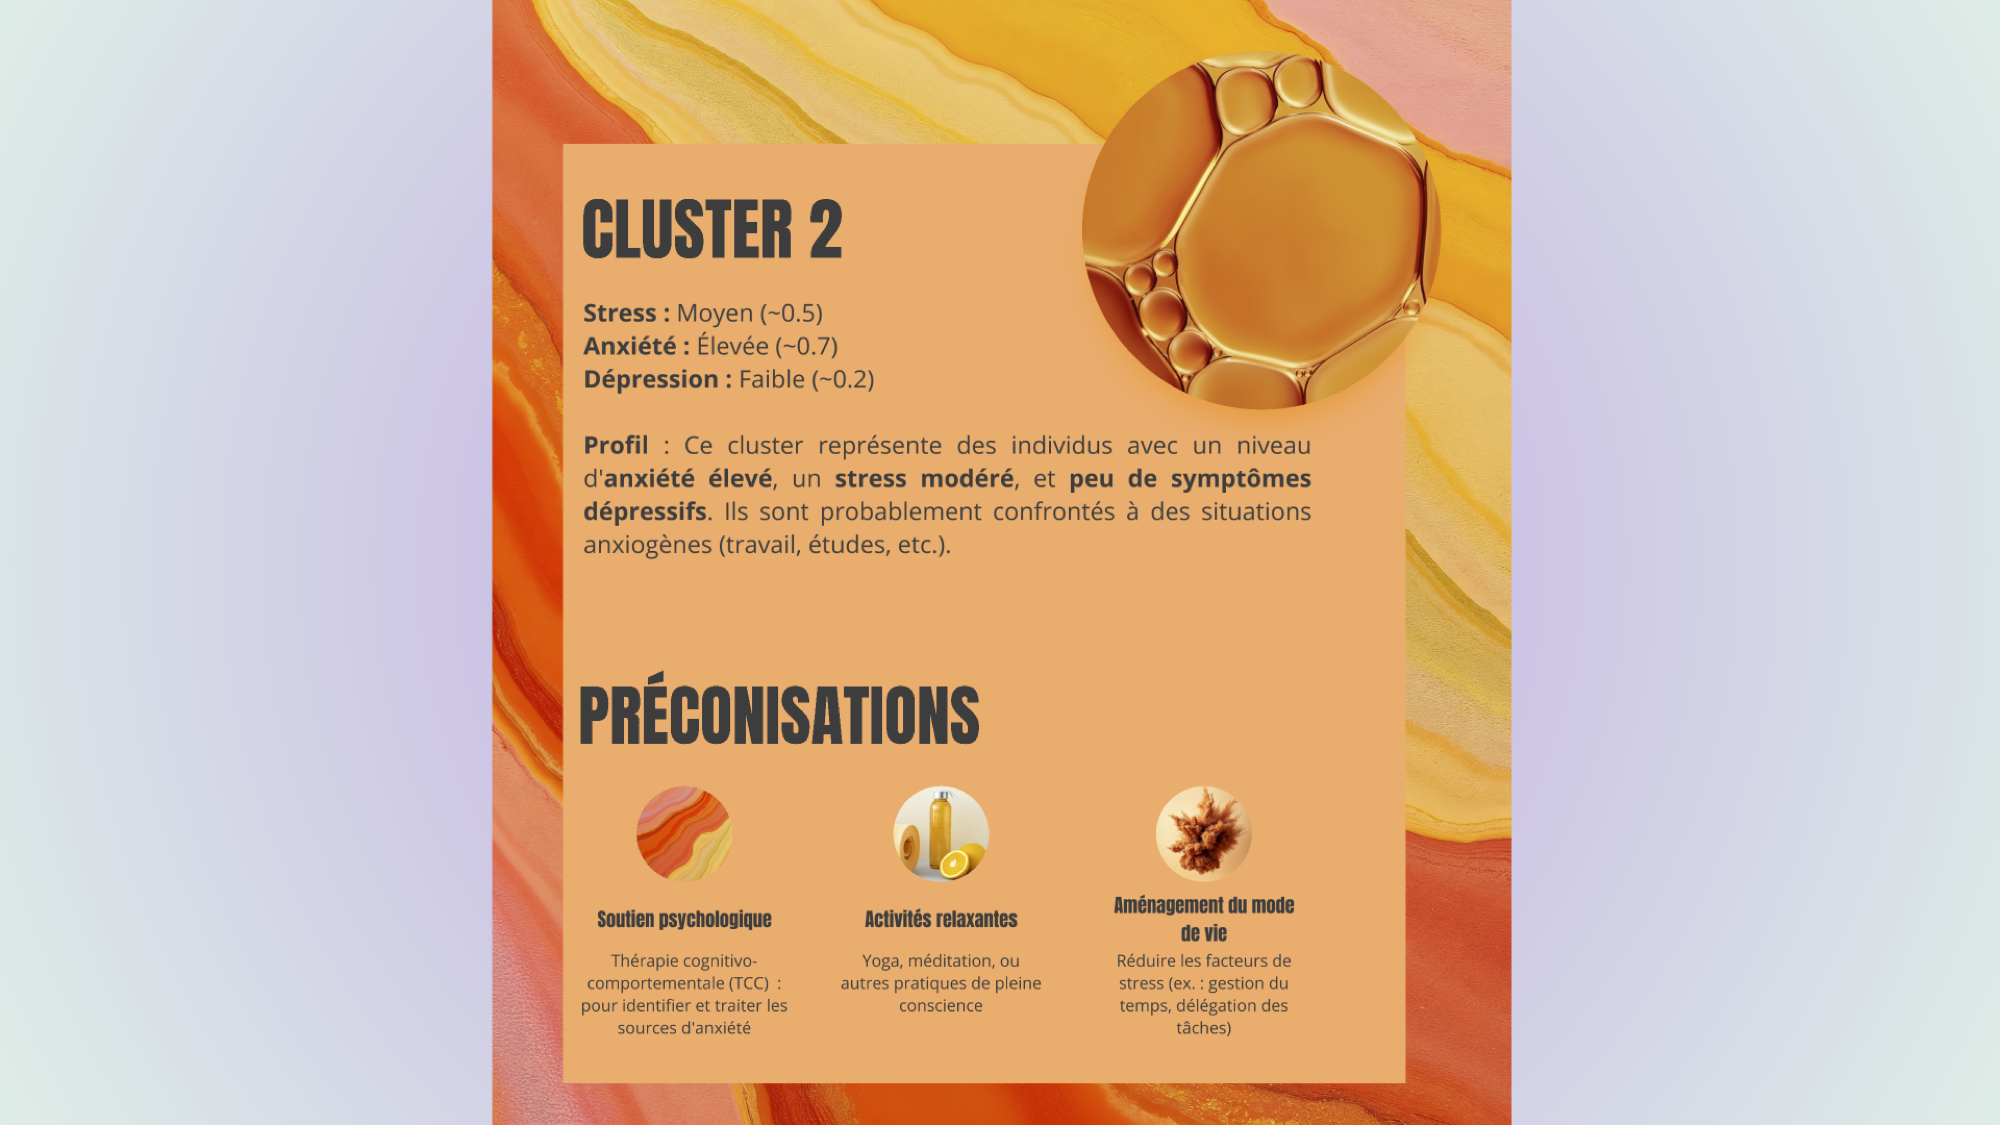 CLUSTER 2
Stress : Moyen (~0.5)
Anxiété : Élevée (~0.7)
Dépression : Faible (~0.2)
Profil : Ce cluster représente des individus avec un niveau
d'anxiété élevé, un stress modéré, et peu de symptômes
dépressifs. Ils sont probablement confrontés à des situations
anxiogènes (travail, études, etc.).
PRÉCONISATIONS
Soutien psychologique
Thérapie cognitivo-
comportementale (TCC) :
pour identifier et traiter les
sources d'anxiété
Activités relaxantes
Yoga, méditation, ou
autres pratiques de pleine
conscience
Aménagement du mode
de vie
Réduire les facteurs de
stress (ex. : gestion du
temps, délégation des
tâches)